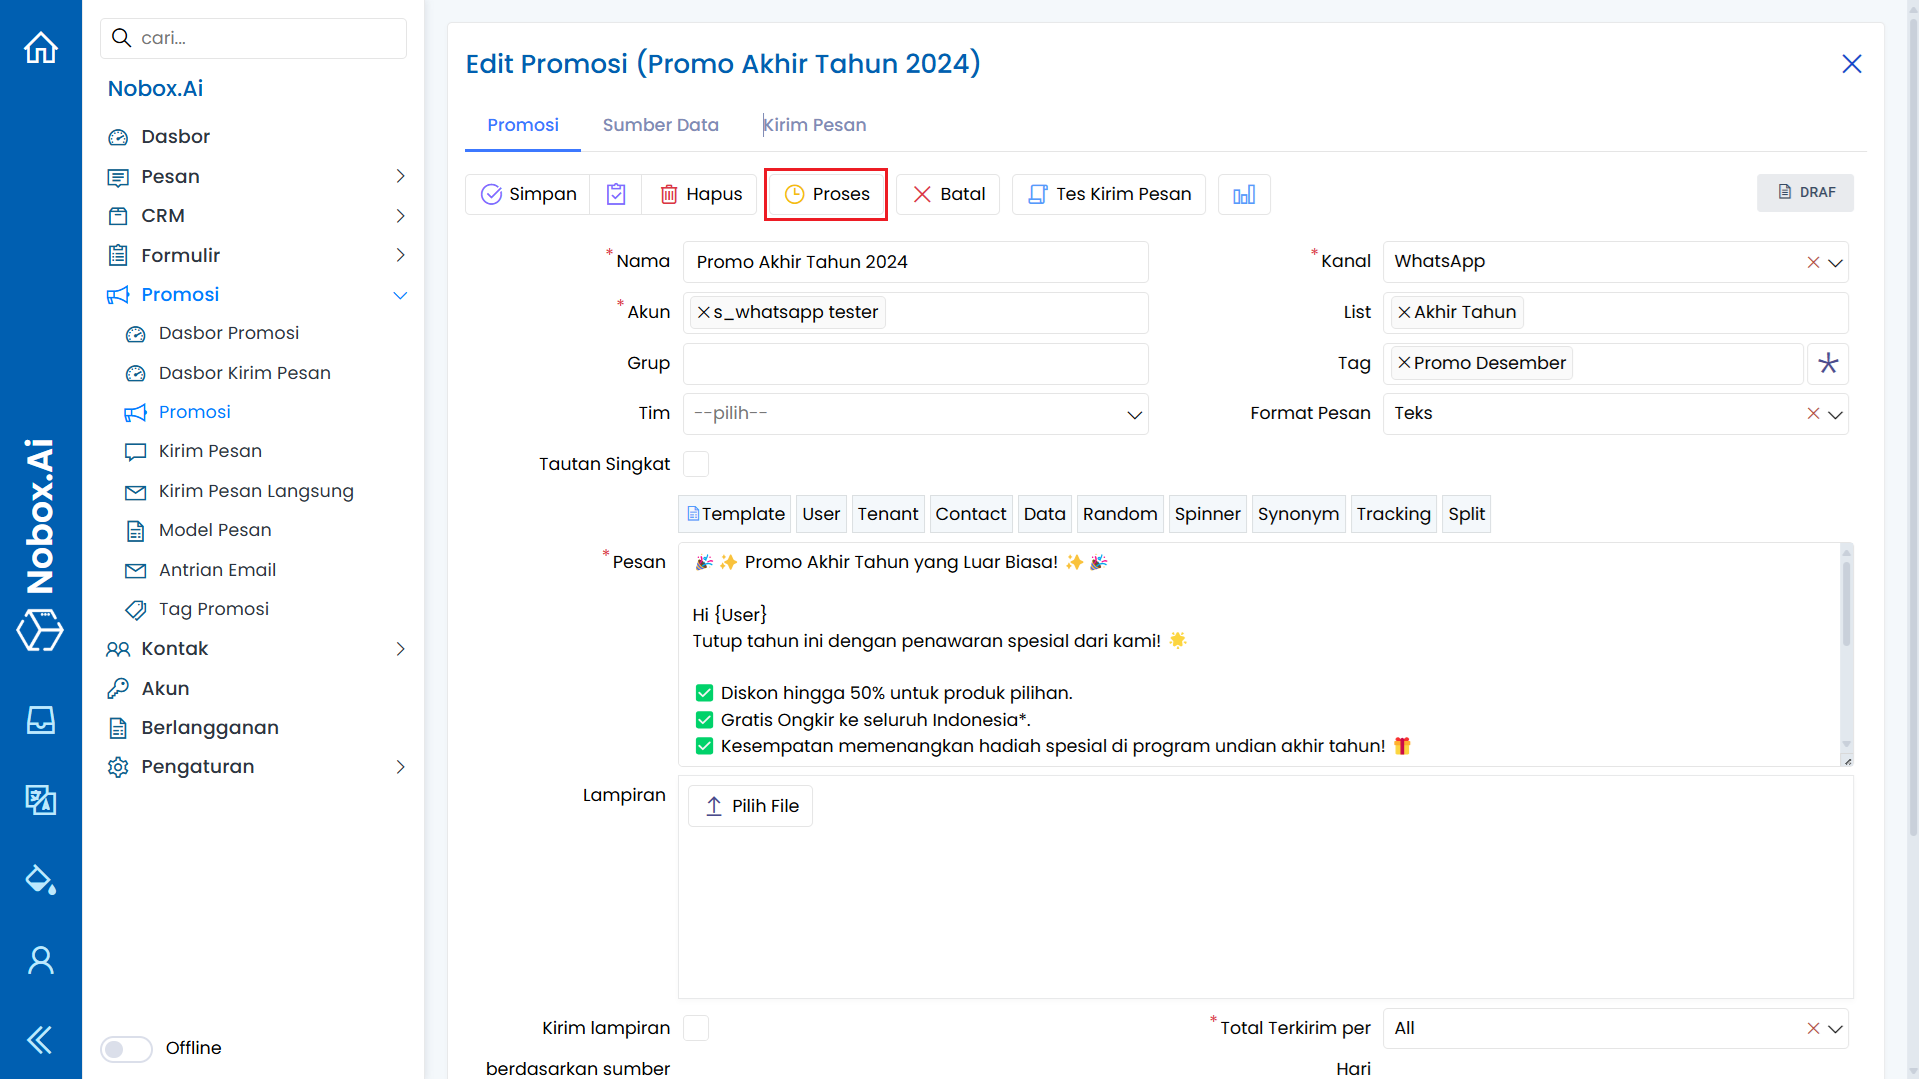 cari...
Nobox.Ai
Dasbor
Pesan
CRM
Formulir
Promosi
Dasbor Promosi
Dasbor Kirim Pesan
Promosi
Kirim Pesan
Kirim Pesan Langsung
Model Pesan
Antrian Email
Tag Promosi
Kontak
Akun
Berlangganan
Pengaturan
Offline
Nobox.Ai
Edit Promosi (Promo Akhir Tahun 2024)
Promosi Sumber Data Kirim Pesan
Simpan Hapus Proses Batal Tes Kirim Pesan DRAF
*Nama Promo Akhir Tahun 2024 *Kanal WhatsApp
*Akun s_whatsapp tester List Akhir Tahun
Grup Tag Promo Desember
Tim --pilih-- Format Pesan Teks
Tautan Singkat
Template User Tenant Contact Data Random Spinner Synonym Tracking Split
*Pesan 🎉 ✨ Promo Akhir Tahun yang Luar Biasa! ✨ 🎉
Hi {User}
Tutup tahun ini dengan penawaran spesial dari kami! 🌟
✅ Diskon hingga 50% untuk produk pilihan.
✅ Gratis Ongkir ke seluruh Indonesia*.
✅ Kesempatan memenangkan hadiah spesial di program undian akhir tahun! 🎁
Lampiran Pilih File
Kirim lampiran *Total Terkirim per All
berdasarkan sumber Hari